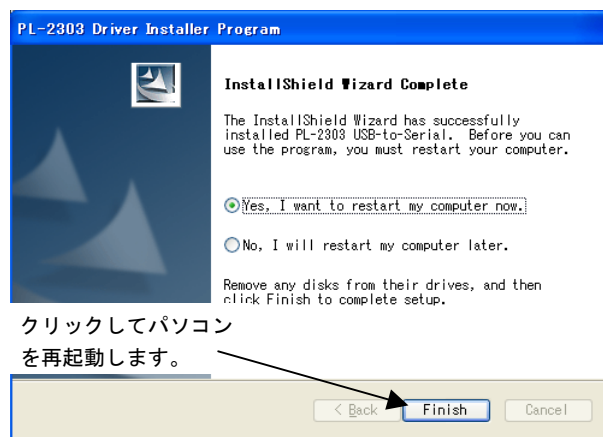 PL-2303 Driver Installer Program
InstallShield Wizard Complete
The InstallShield Wizard has successfully
installed PL-2303 USB-to-Serial. Before you can
use the program, you must restart your computer.
Yes, I want to restart my computer now.
No, I will restart my computer later.
Remove any disks from their drives, and then
click Finish to complete setup.
クリックしてパソコン
を再起動します。
< Back
Finish
Cancel